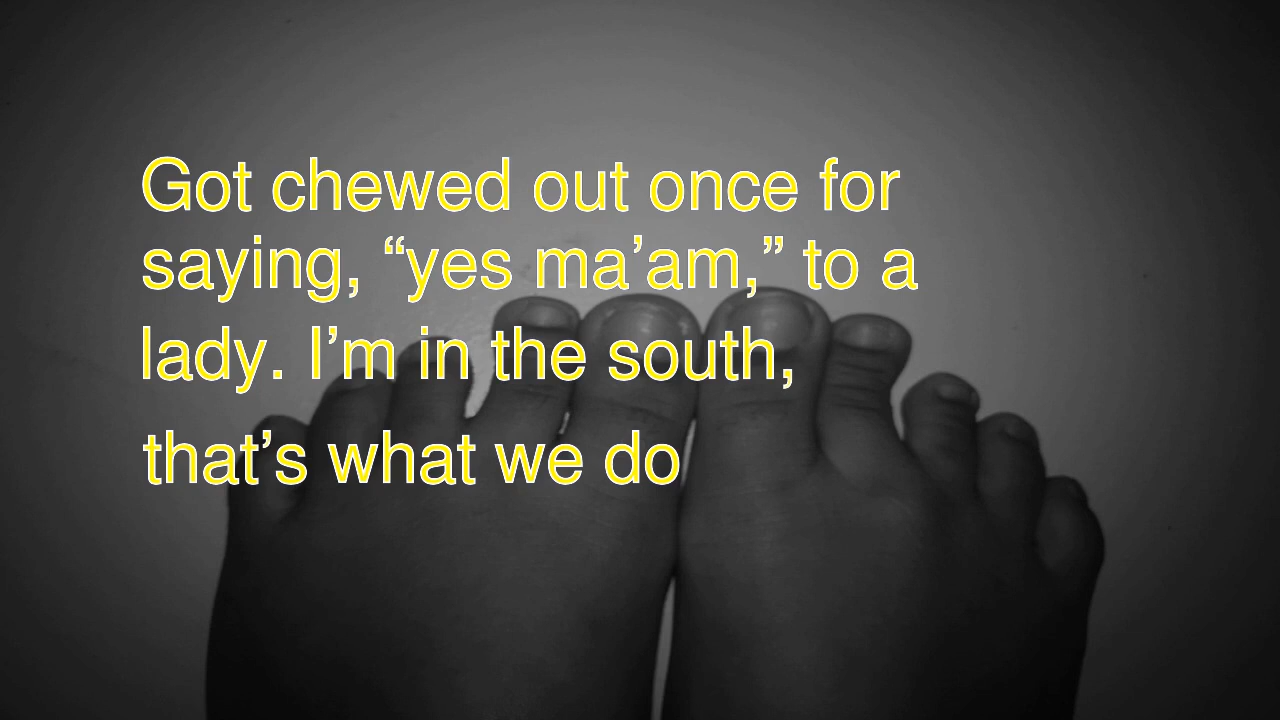 Got chewed out once for
saying, “yes ma’am,” to a
lady. I’m in the south,
that’s what we do